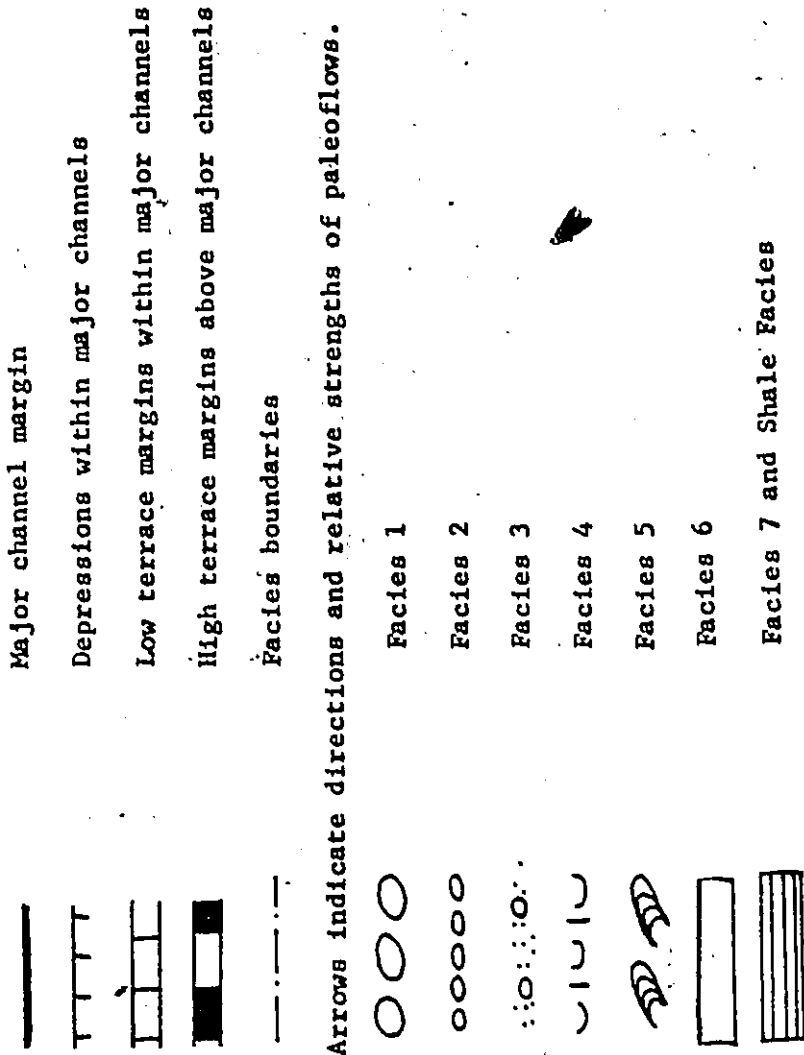 Major channel margin
Depressions within major channels
Low terrace margins within major channels
High terrace margins above major channels
Facies boundaries
Arrows indicate directions and relative strengths of paleoflows.
Facies 1
Facies 2
Facies 3
Facies 4
Facies 5
Facies 6
Facies 7 and Shale Facies